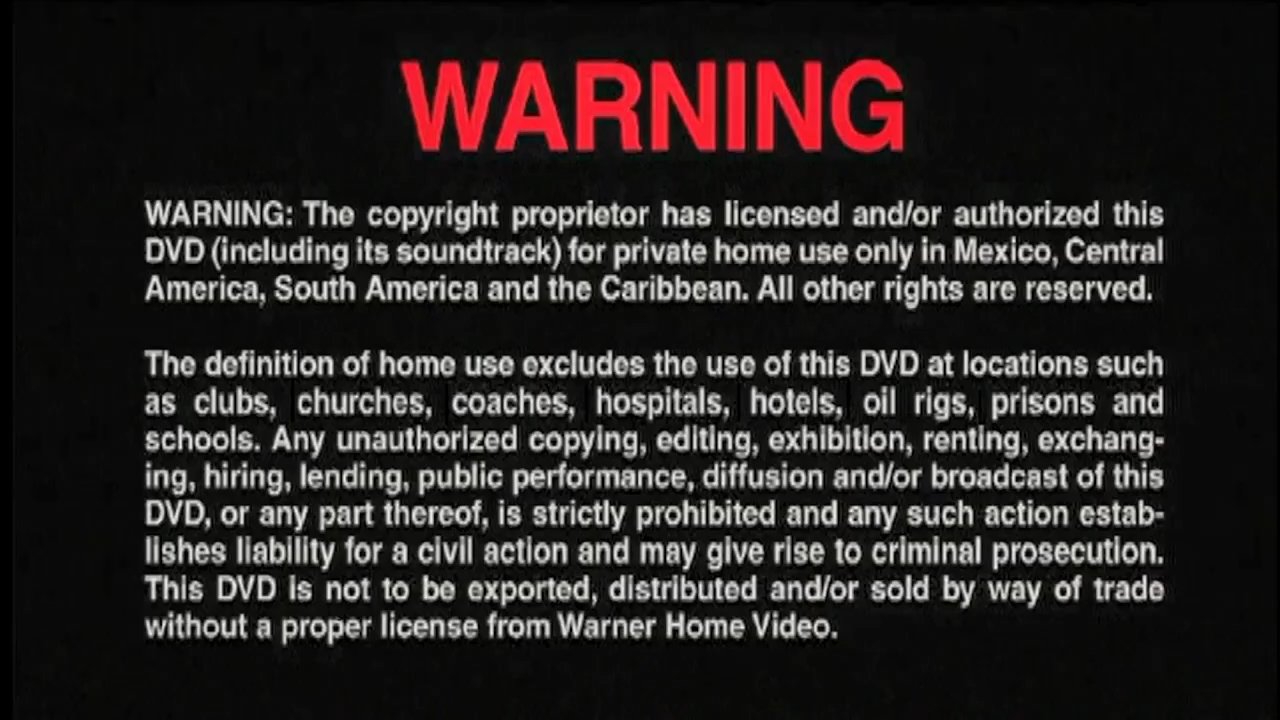 WARNING
WARNING: The copyright proprietor has licensed and/or authorized this
DVD (including its soundtrack) for private home use only in Mexico, Central
America, South America and the Caribbean. All other rights are reserved.
The definition of home use excludes the use of this DVD at locations such
as clubs, churches, coaches, hospitals, hotels, oil rigs, prisons and
schools. Any unauthorized copying, editing, exhibition, renting, exchang-
ing, hiring, lending, public performance, diffusion and/or broadcast of this
DVD, or any part thereof, is strictly prohibited and any such action estab-
lishes liability for a civil action and may give rise to criminal prosecution.
This DVD is not to be exported, distributed and/or sold by way of trade
without a proper license from Warner Home Video.